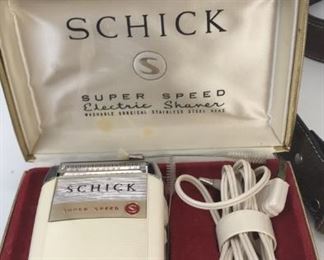 SCHICK
S
SUPER SPEED
Electric Shaver
WASHABLE SURGICAL STAINLESS STEEL HEAD
SCHICK
SUPER SPEED S